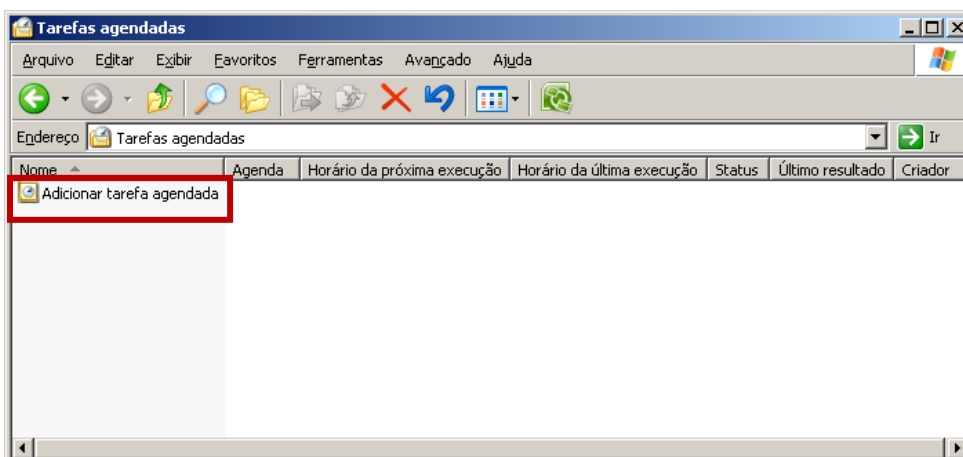 Tarefas agendadas
Arquivo Editar Exibir Favoritos Ferramentas Avançado Ajuda
Endereço Tarefas agendadas Ir
Nome Agenda Horário da próxima execução Horário da última execução Status Último resultado Criador
Adicionar tarefa agendada